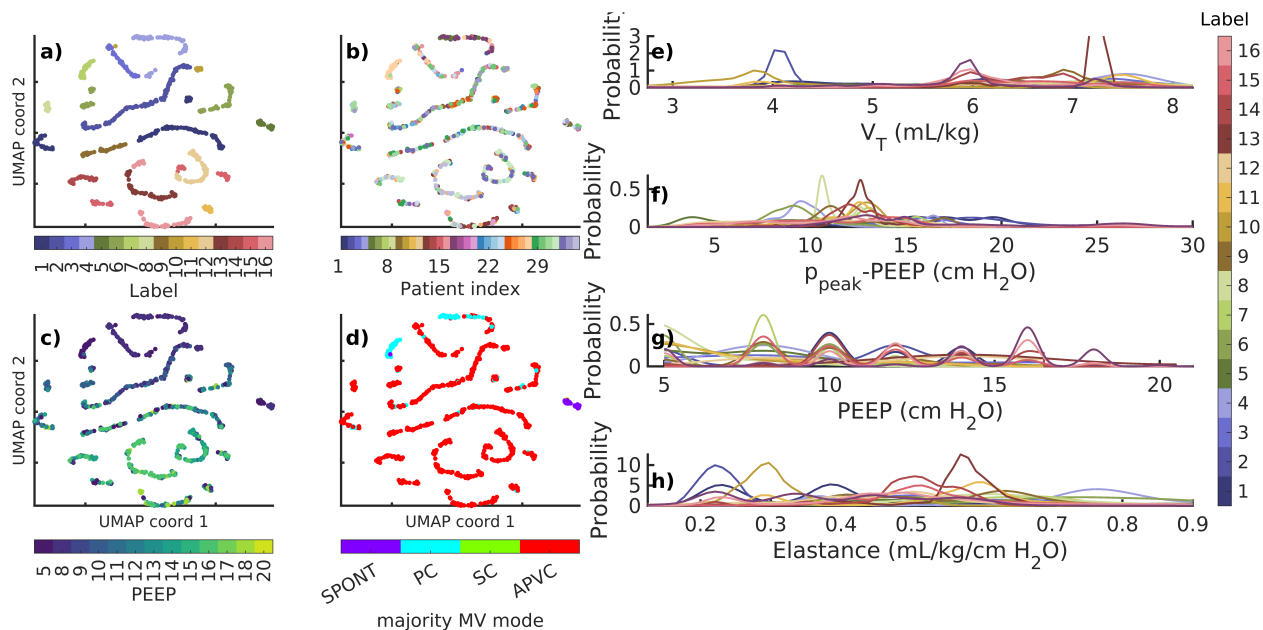 a)
UMAP coord 2
1 2 3 4 5 6 7 8 9 10 11 12 13 14 15 16
Label
b)
1 8 15 22 29
Patient index
c)
UMAP coord 2
UMAP coord 1
5 8 9 10 11 12 13 14 15 16 17 18 20
PEEP
d)
UMAP coord 1
SPONT PC SC APVC
majority MV mode
e)
Probability
3
2
1
0
3 4 5 6 7 8
V_T (mL/kg)
f)
Probability
0.5
0
5 10 15 20 25 30
p_peak-PEEP (cm H_2O)
g)
Probability
0.5
0
5 10 15 20
PEEP (cm H_2O)
h)
Probability
10
5
0
0.2 0.3 0.4 0.5 0.6 0.7 0.8 0.9
Elastance (mL/kg/cm H_2O)
Label
16
15
14
13
12
11
10
9
8
7
6
5
4
3
2
1